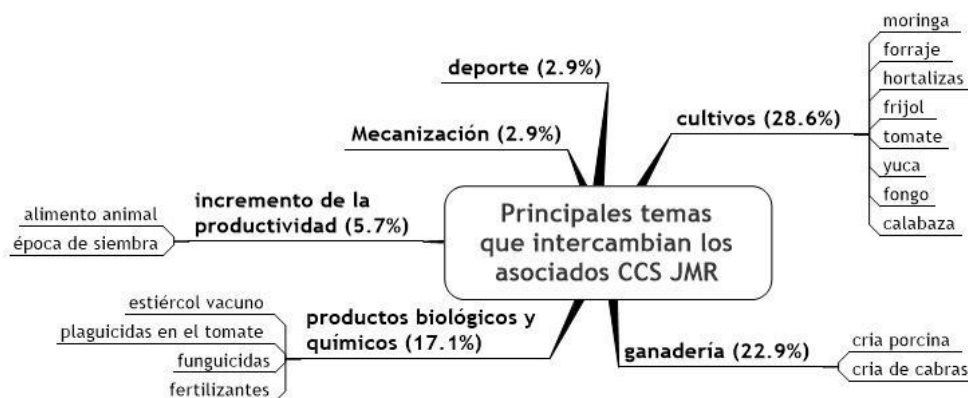 Principales temas
que intercambian los
asociados CCS JMR
cultivos (28.6%)
moringa
forraje
hortalizas
frijol
tomate
yuca
fongo
calabaza
ganadería (22.9%)
cria porcina
cria de cabras
productos biológicos y
químicos (17.1%)
estiércol vacuno
plaguicidas en el tomate
funguicidas
fertilizantes
incremento de la
productividad (5.7%)
alimento animal
época de siembra
Mecanización (2.9%)
deporte (2.9%)